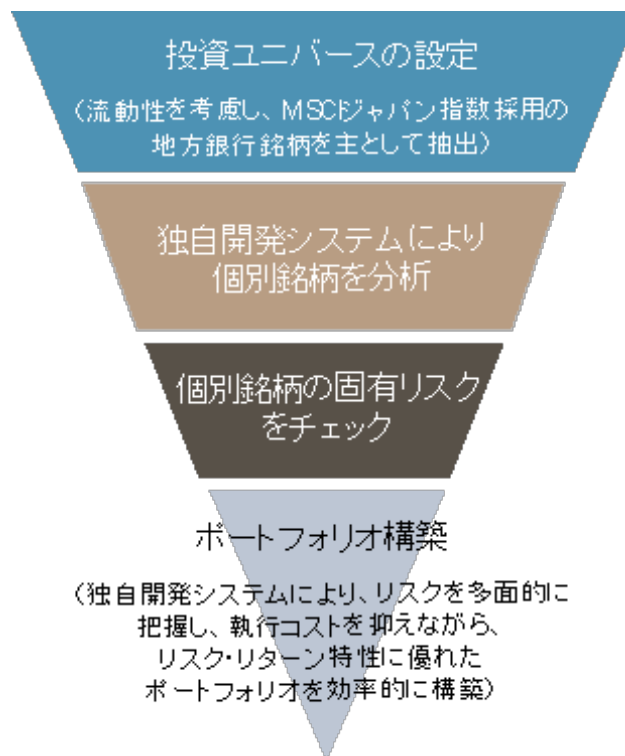 投資ユニバースの設定
（流動性を考慮し、MSCIジャパン指数採用の
地方銀行銘柄を主として抽出）
独自開発システムにより
個別銘柄を分析
個別銘柄の固有リスク
をチェック
ポートフォリオ構築
（独自開発システムにより、リスクを多面的に
把握し、執行コストを抑えながら、
リスク・リターン特性に優れた
ポートフォリオを効率的に構築）